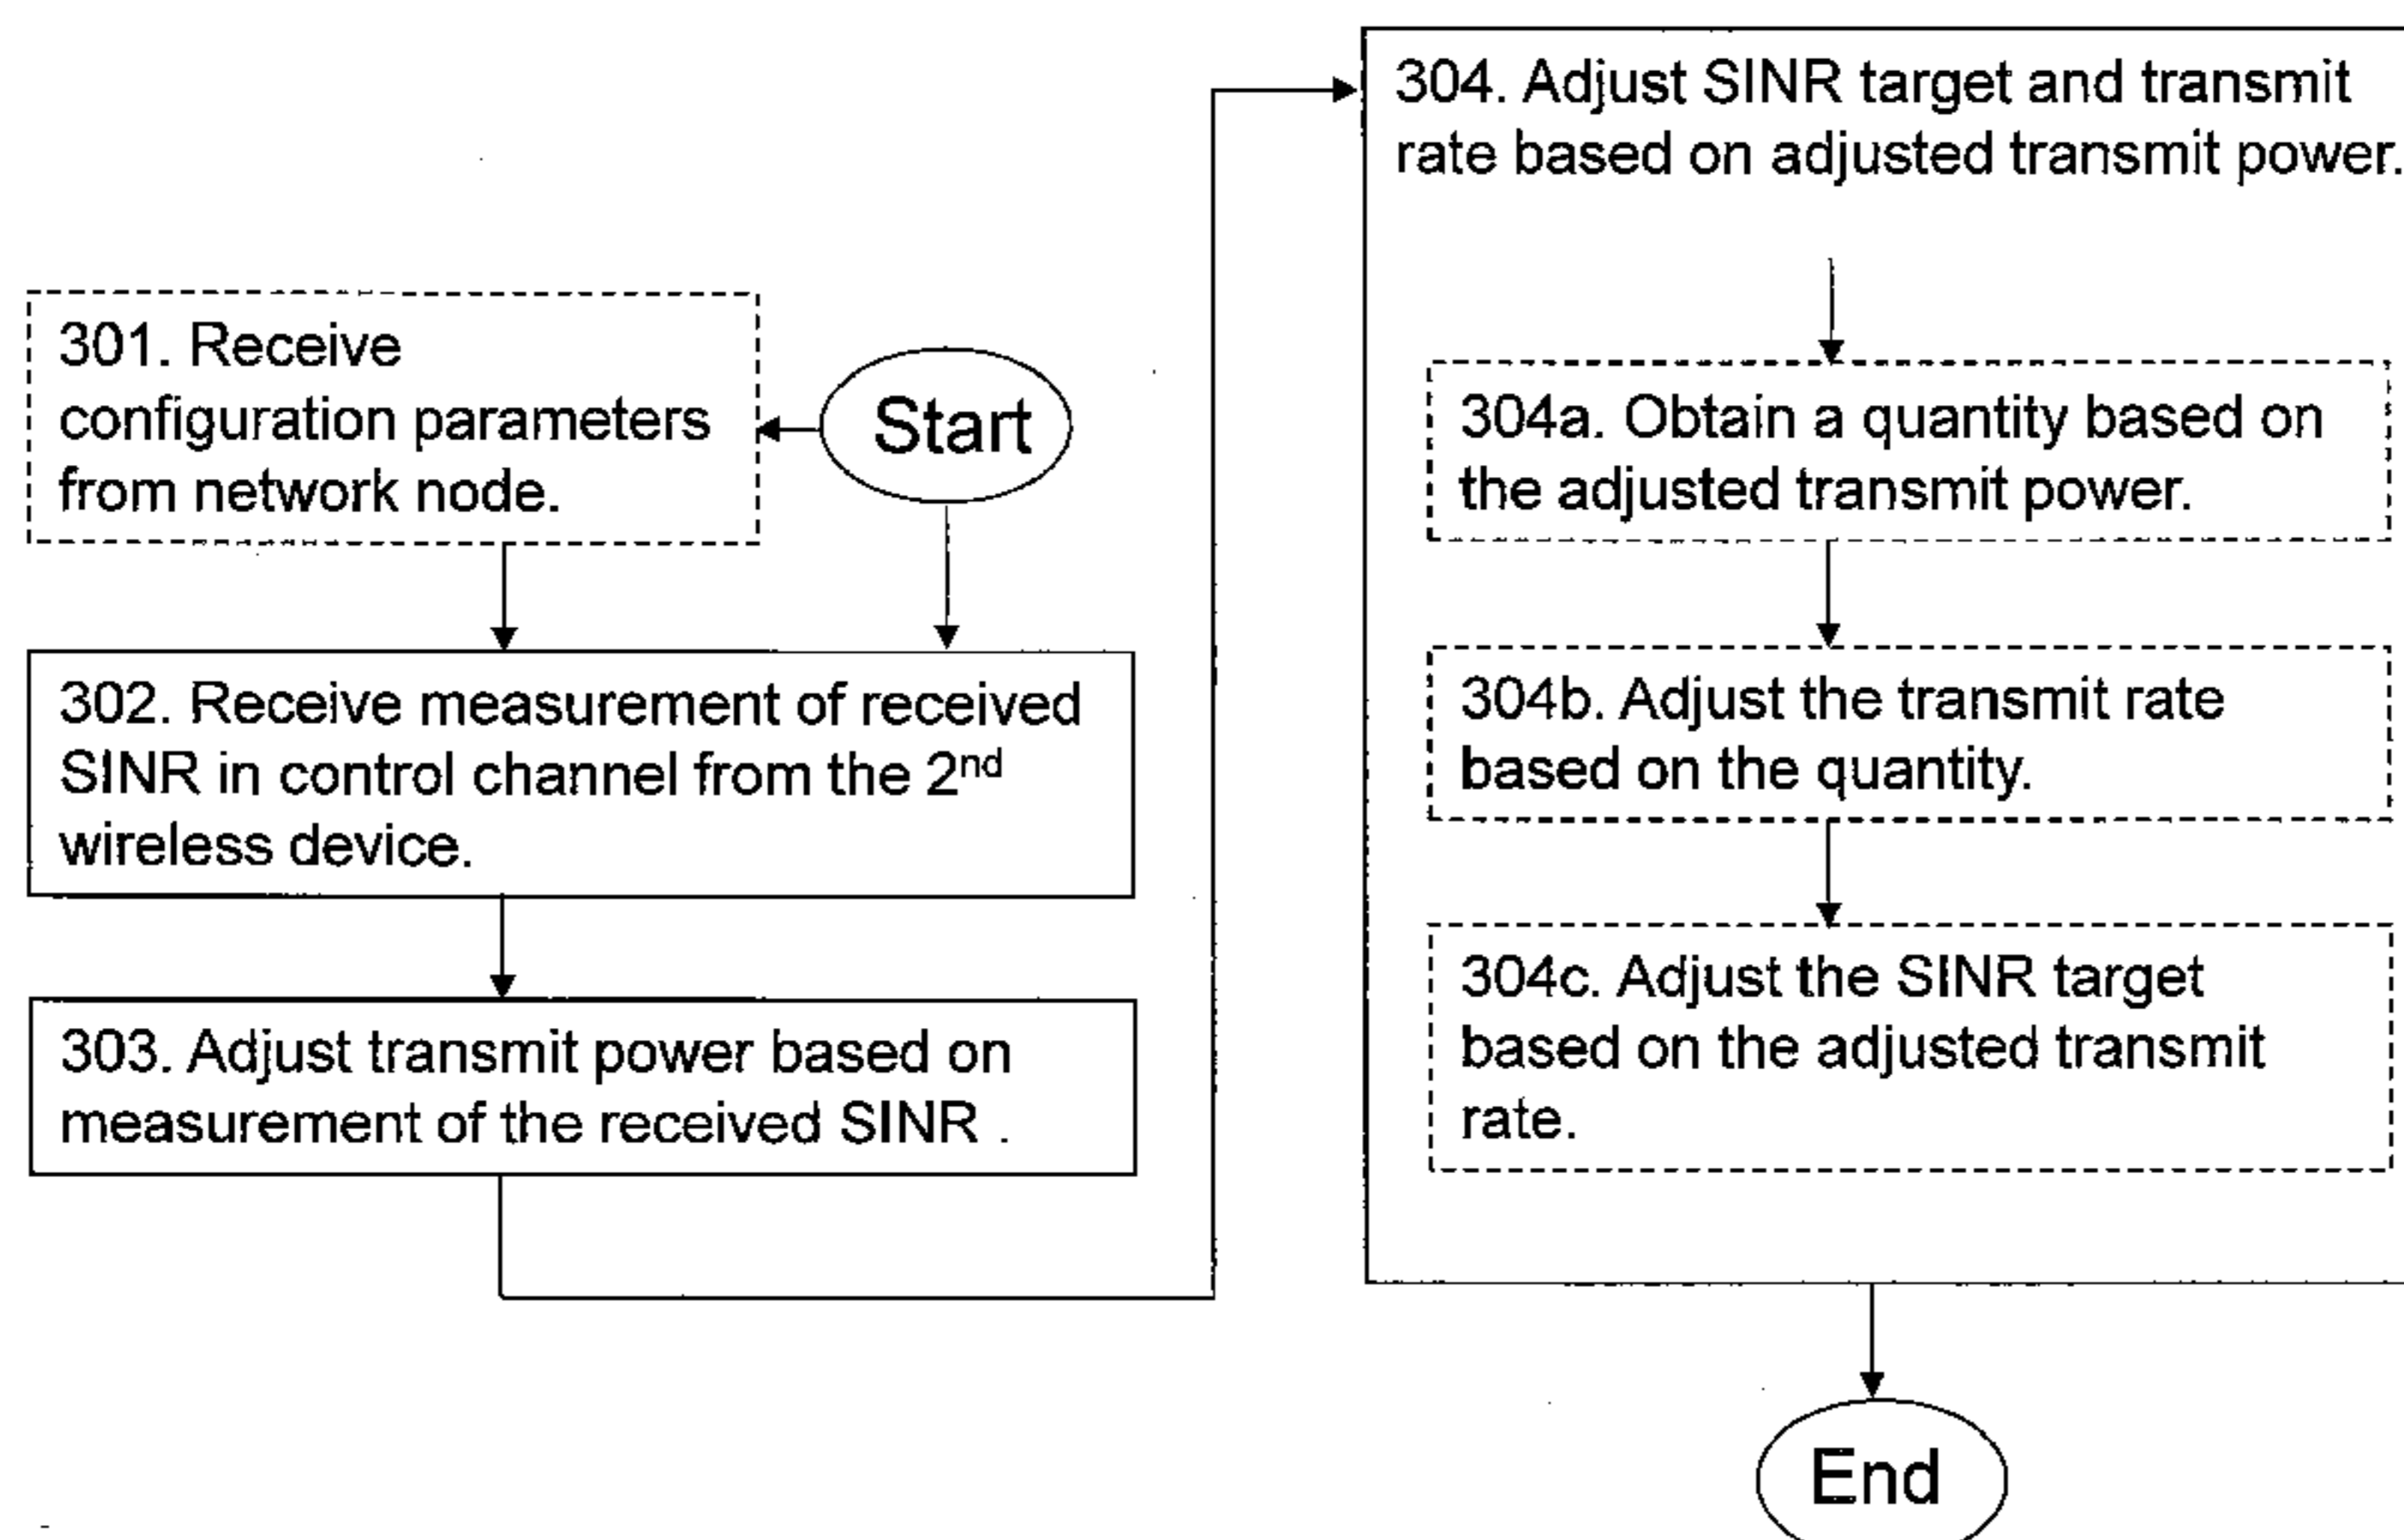 Start
301. Receive
configuration parameters
from network node.
302. Receive measurement of received
SINR in control channel from the 2nd
wireless device.
303. Adjust transmit power based on
measurement of the received SINR .
304. Adjust SINR target and transmit
rate based on adjusted transmit power.
304a. Obtain a quantity based on
the adjusted transmit power.
304b. Adjust the transmit rate
based on the quantity.
304c. Adjust the SINR target
based on the adjusted transmit
rate.
End